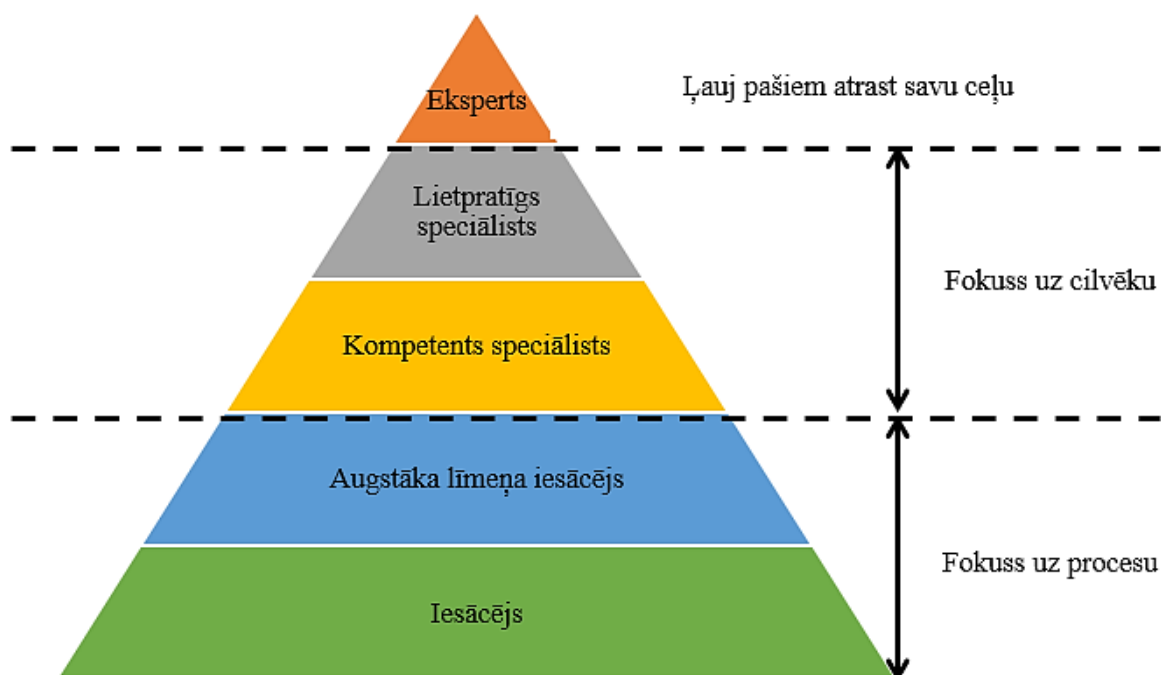 Eksperts
Ļauj pašiem atrast savu ceļu
Lietpratīgs
speciālists
Fokuss uz cilvēku
Kompetents speciālists
Augstāka līmeņa iesācējs
Fokuss uz procesu
Iesācējs